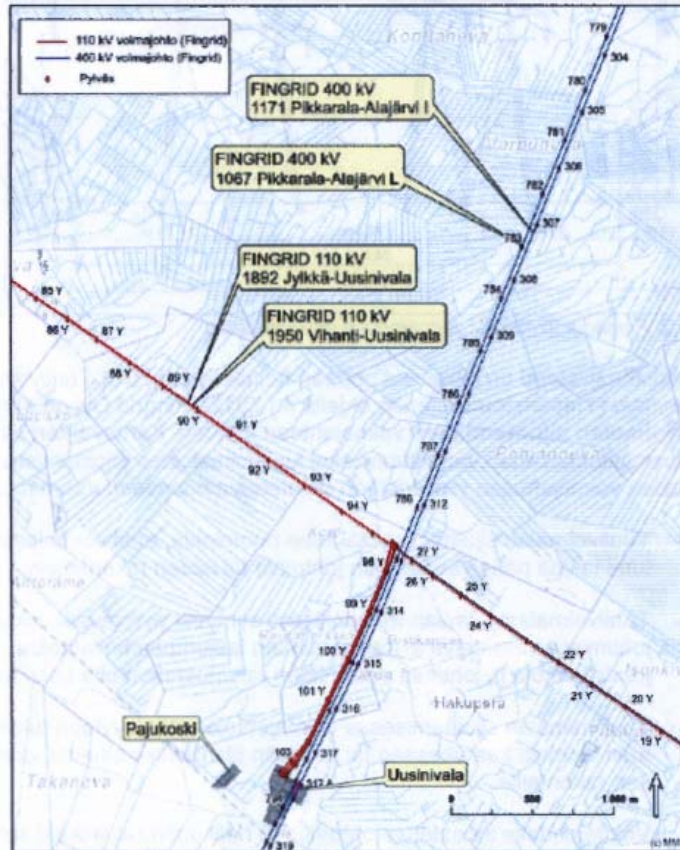 110 kV voimajohto (Fingrid)
400 kV voimajohto (Fingrid)
Pylväs
FINGRID 400 kV
1171 Pikkarala-Alajärvi I
FINGRID 400 kV
1067 Pikkarala-Alajärvi L
FINGRID 110 kV
1892 Jylkkä-Uusinivala
FINGRID 110 kV
1950 Vihanti-Uusinivala
779
304
780
305
781
306
782
307
783
308
784
309
785
786
787
788
312
85 Y
86 Y
87 Y
88 Y
89 Y
90 Y
91 Y
92 Y
93 Y
94 Y
98 Y
27 Y
26 Y
25 Y
24 Y
22 Y
21 Y
20 Y
19 Y
99 Y
314
100 Y
315
101 Y
316
103
317
317 A
319
Hakuperä
Pajukoski
Uusinivala
Takaneva
0 500 1 000 m
(c) MM